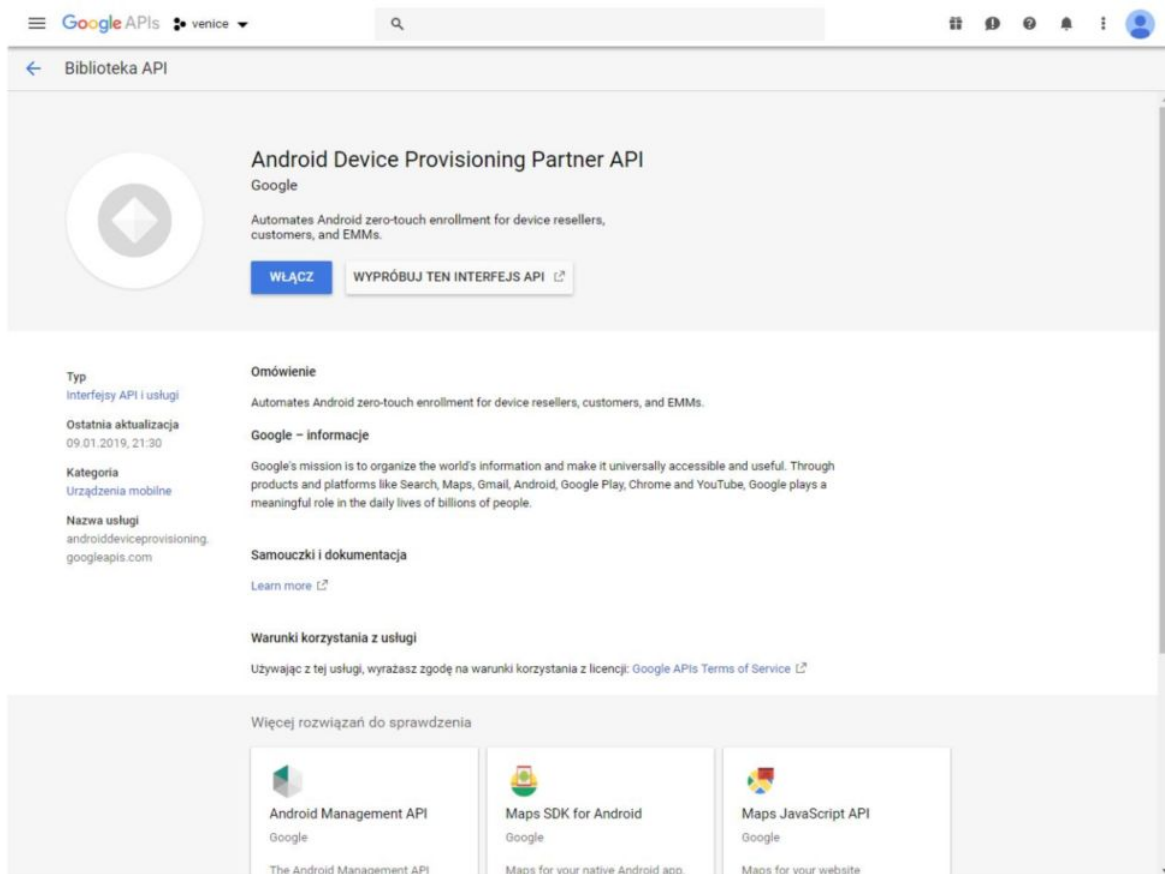 Google APIs venice
Biblioteka API
Android Device Provisioning Partner API
Google
Automates Android zero-touch enrollment for device resellers,
customers, and EMMs.
WŁĄCZ WYPRÓBUJ TEN INTERFEJS API
Typ
Interfejsy API i usługi
Ostatnia aktualizacja
09.01.2019, 21:30
Kategoria
Urządzenia mobilne
Nazwa usługi
androiddeviceprovisioning.
googleapis.com
Omówienie
Automates Android zero-touch enrollment for device resellers, customers, and EMMs.
Google – informacje
Google's mission is to organize the world's information and make it universally accessible and useful. Through
products and platforms like Search, Maps, Gmail, Android, Google Play, Chrome and YouTube, Google plays a
meaningful role in the daily lives of billions of people.
Samouczki i dokumentacja
Learn more
Warunki korzystania z usługi
Używając z tej usługi, wyrażasz zgodę na warunki korzystania z licencji: Google APIs Terms of Service
Więcej rozwiązań do sprawdzenia
Android Management API
Google
The Android Management API
Maps SDK for Android
Google
Maps for your native Android app.
Maps JavaScript API
Google
Maps for your website